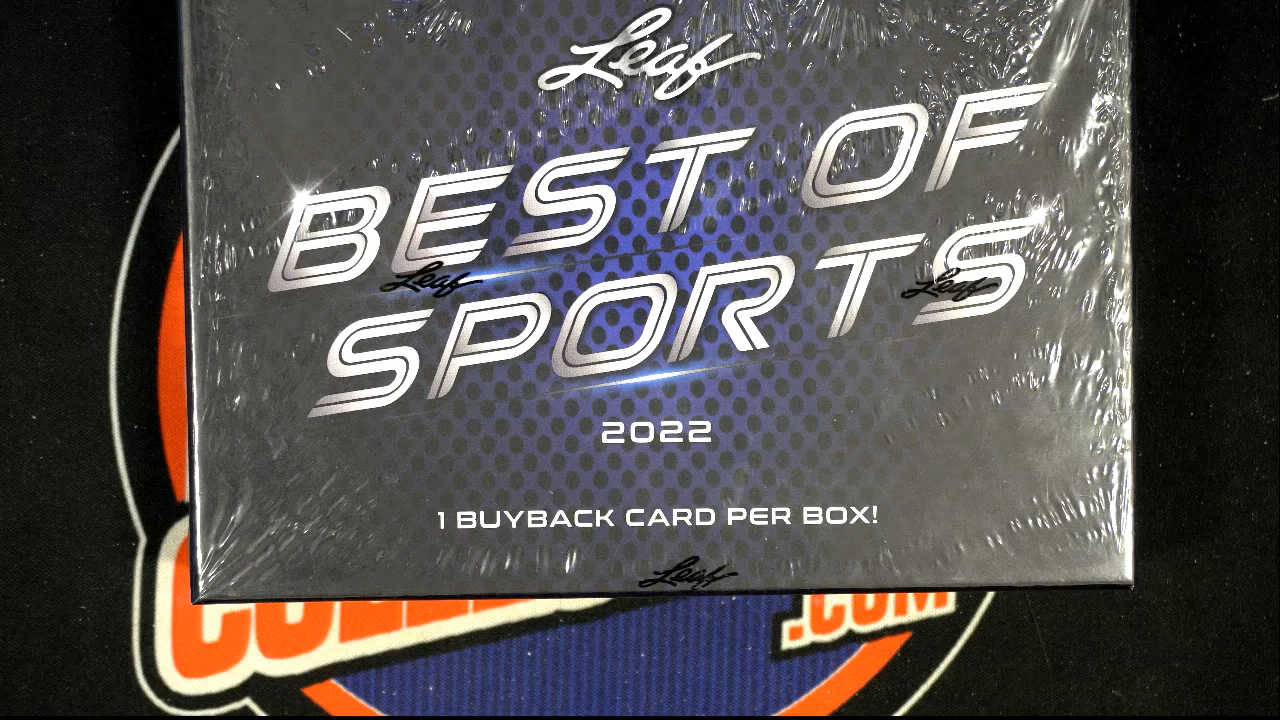 Leaf
BEST OF
SPORTS
Leaf
Leaf
2022
1 BUYBACK CARD PER BOX!
Leaf
.COM